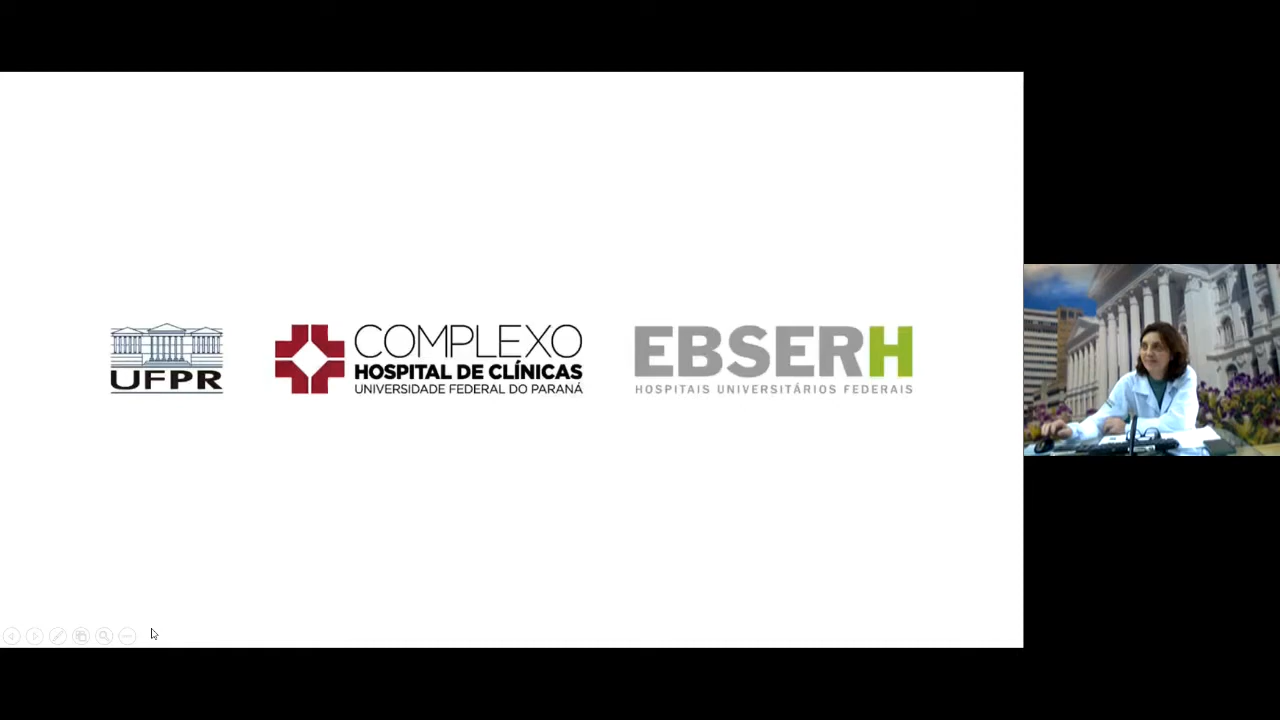 UFPR
COMPLEXO
HOSPITAL DE CLÍNICAS
UNIVERSIDADE FEDERAL DO PARANÁ
EBSERH
HOSPITAIS UNIVERSITÁRIOS FEDERAIS